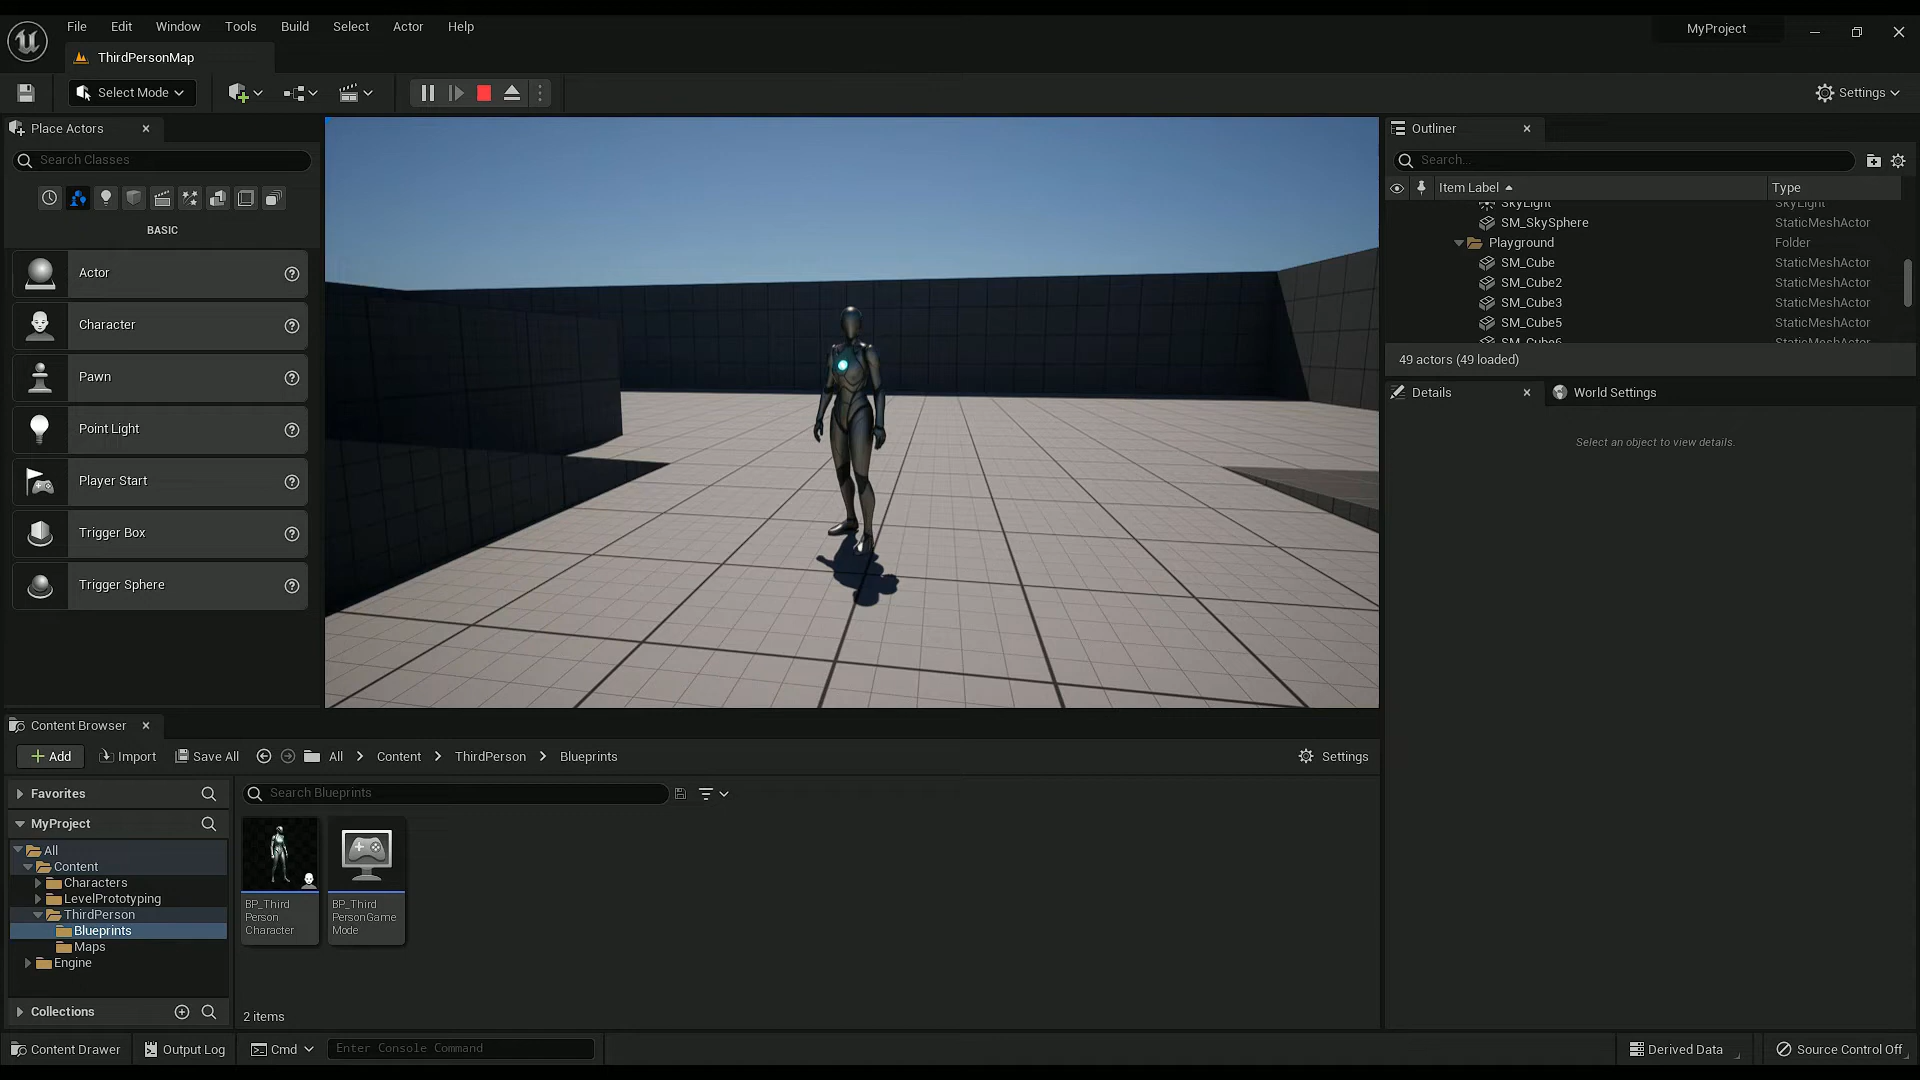 File Edit Window Tools Build Select Actor Help
MyProject
ThirdPersonMap
Select Mode
Settings
Place Actors
Search Classes
BASIC
Actor
Character
Pawn
Point Light
Player Start
Trigger Box
Trigger Sphere
Outliner
Search...
Item Label Type
SkyLight SkyLight
SM_SkySphere StaticMeshActor
Playground Folder
SM_Cube StaticMeshActor
SM_Cube2 StaticMeshActor
SM_Cube3 StaticMeshActor
SM_Cube5 StaticMeshActor
SM_Cube6 StaticMeshActor
49 actors (49 loaded)
Details World Settings
Select an object to view details.
Content Browser
Add Import Save All All Content ThirdPerson Blueprints Settings
Favorites
MyProject
All
Content
Characters
LevelPrototyping
ThirdPerson
Blueprints
Maps
Engine
Collections
Search Blueprints
BP_Third
Person
Character
BP_Third
PersonGame
Mode
2 items
Content Drawer Output Log Cmd Enter Console Command Derived Data Source Control Off